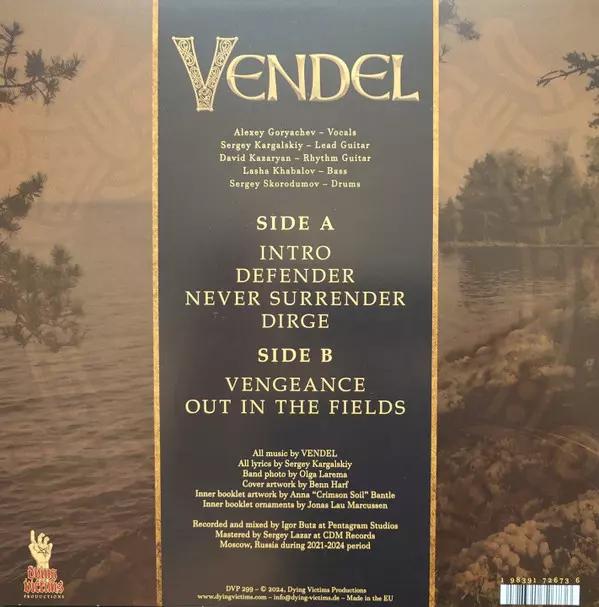 VENDEL
Alexey Goryachev – Vocals
Sergey Kargalskiy – Lead Guitar
David Kazaryan – Rhythm Guitar
Lasha Khabalov – Bass
Sergey Skorodumov – Drums
SIDE A
INTRO
DEFENDER
NEVER SURRENDER
DIRGE
SIDE B
VENGEANCE
OUT IN THE FIELDS
All music by VENDEL
All lyrics by Sergey Kargalskiy
Band photo by Olga Larema
Cover artwork by Benn Harf
Inner booklet artwork by Anna “Crimson Soil” Bantle
Inner booklet ornaments by Jonas Lau Marcussen
Recorded and mixed by Igor Butz at Pentagram Studios
Mastered by Sergey Lazar at CDM Records
Moscow, Russia during 2021-2024 period
dying
victims
PRODUCTIONS
DVP 299 – © 2024, Dying Victims Productions
www.dyingvictims.com – info@dying-victims.de – Made in the EU
1 98391 72673 6